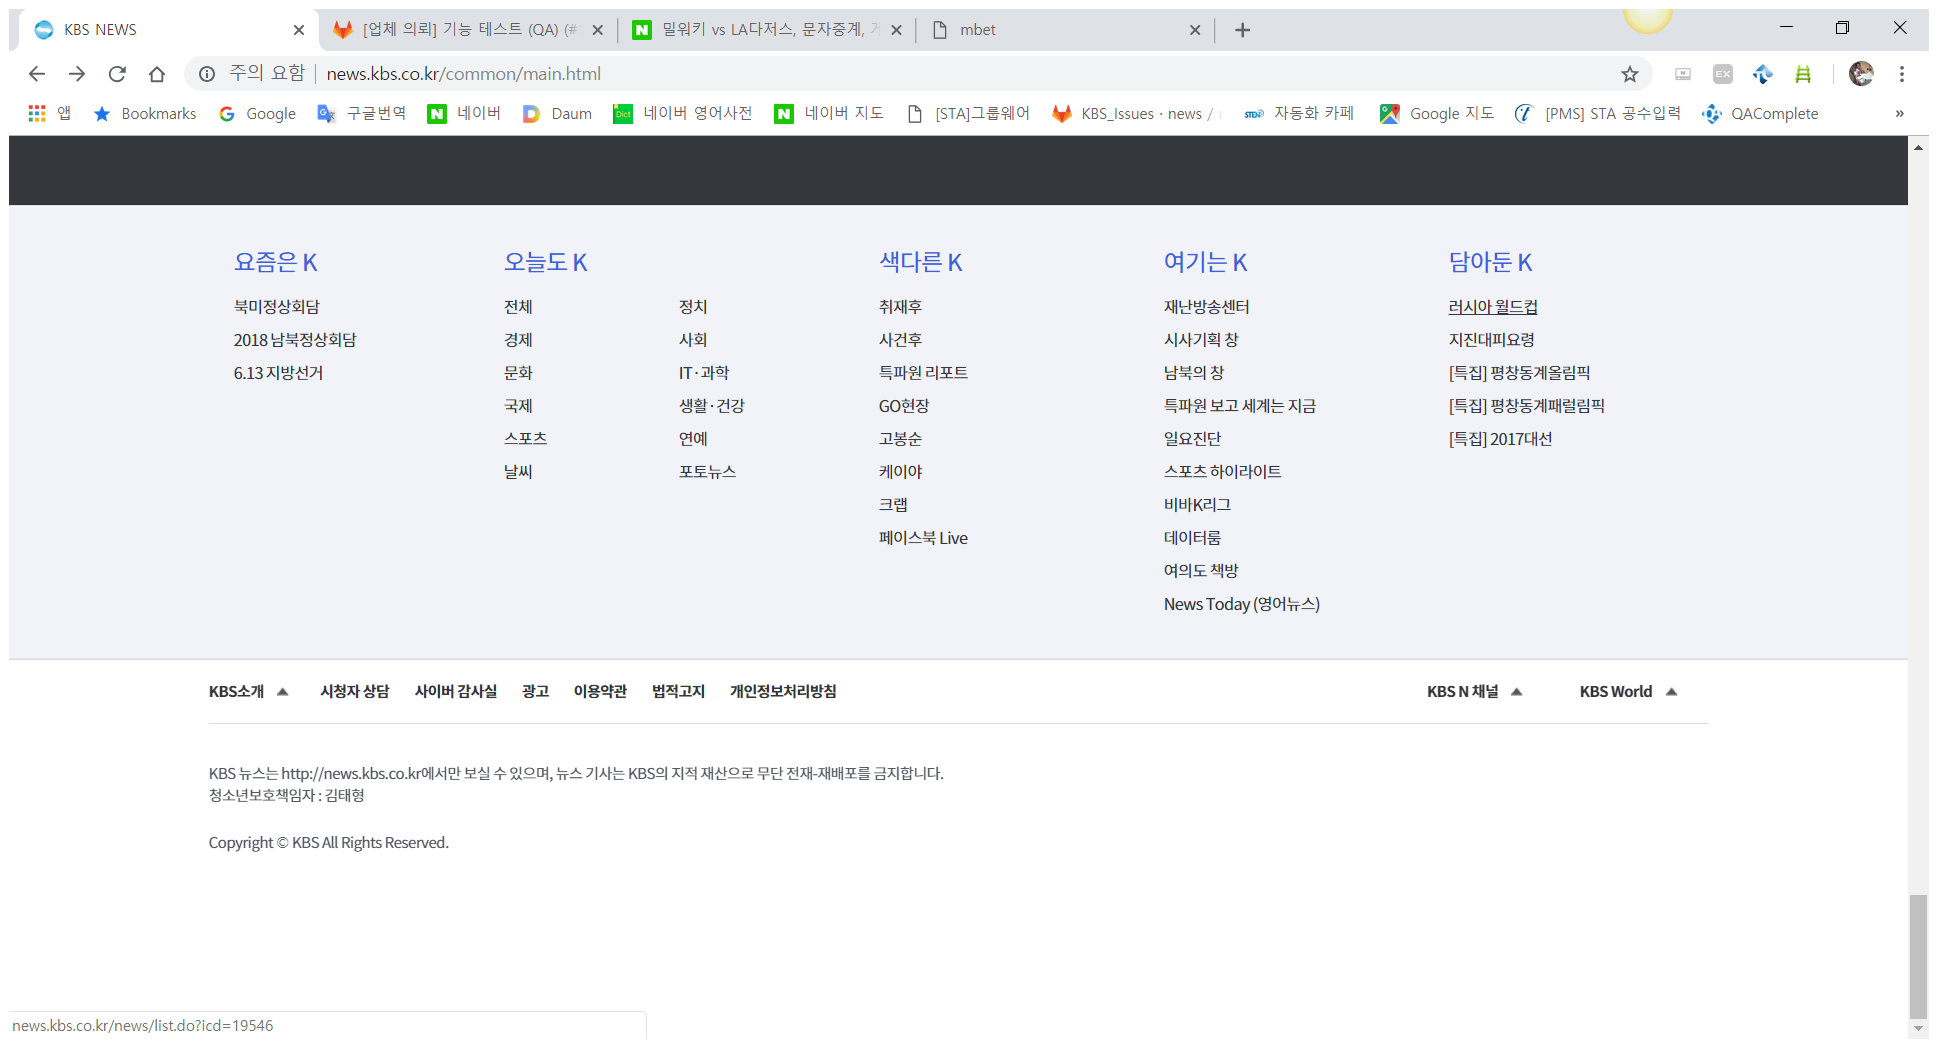 KBS NEWS
[업체 의뢰] 기능 테스트 (QA) (#
밀워키 vs LA다저스, 문자중계,
mbet
주의 요함 news.kbs.co.kr/common/main.html
EX
앱 Bookmarks Google 구글번역 네이버 Daum 네이버 영어사전 네이버 지도 [STA]그룹웨어 KBS_Issues · news / 자동화 카페 Google 지도 [PMS] STA 공수입력 QAComplete »
요즘은 K
북미정상회담
2018 남북정상회담
6.13 지방선거
오늘도 K
전체
경제
문화
국제
스포츠
날씨
정치
사회
IT·과학
생활·건강
연예
포토뉴스
색다른 K
취재후
사건후
특파원 리포트
GO현장
고봉순
케이야
크랩
페이스북 Live
여기는 K
재난방송센터
시사기획 창
남북의 창
특파원 보고 세계는 지금
일요진단
스포츠 하이라이트
비바K리그
데이터룸
여의도 책방
News Today (영어뉴스)
담아둔 K
러시아 월드컵
지진대피요령
[특집] 평창동계올림픽
[특집] 평창동계패럴림픽
[특집] 2017대선
KBS소개 시청자 상담 사이버 감사실 광고 이용약관 법적고지 개인정보처리방침 KBS N 채널 KBS World
KBS 뉴스는 http://news.kbs.co.kr에서만 보실 수 있으며, 뉴스 기사는 KBS의 지적 재산으로 무단 전재-재배포를 금지합니다.
청소년보호책임자 : 김태형
Copyright © KBS All Rights Reserved.
news.kbs.co.kr/news/list.do?icd=19546